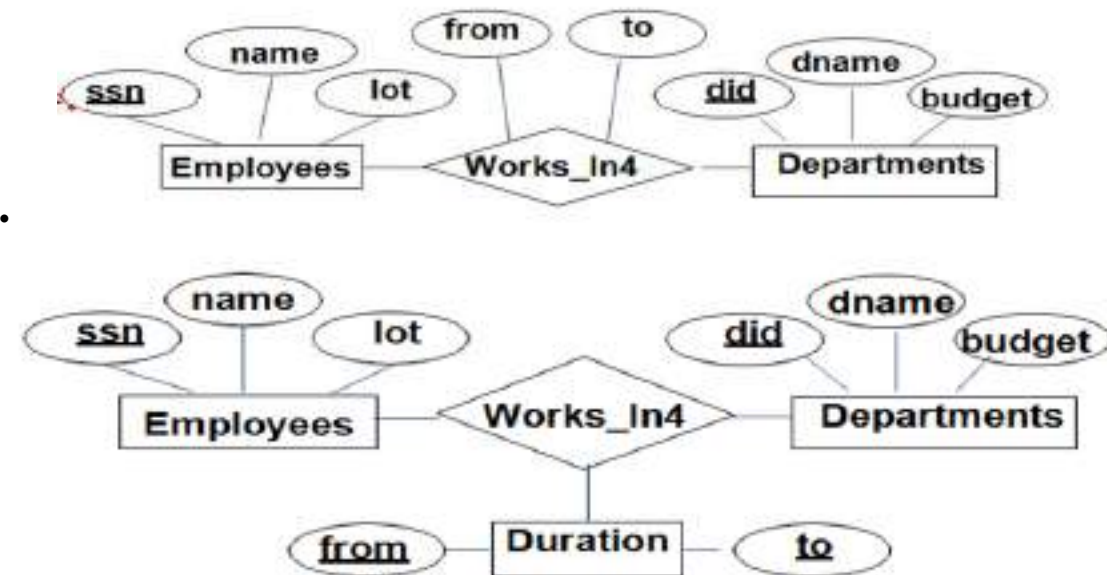 from to
name dname
ssn lot did budget
Employees Works_In4 Departments
•
name dname
ssn lot did budget
Employees Works_In4 Departments
from Duration to